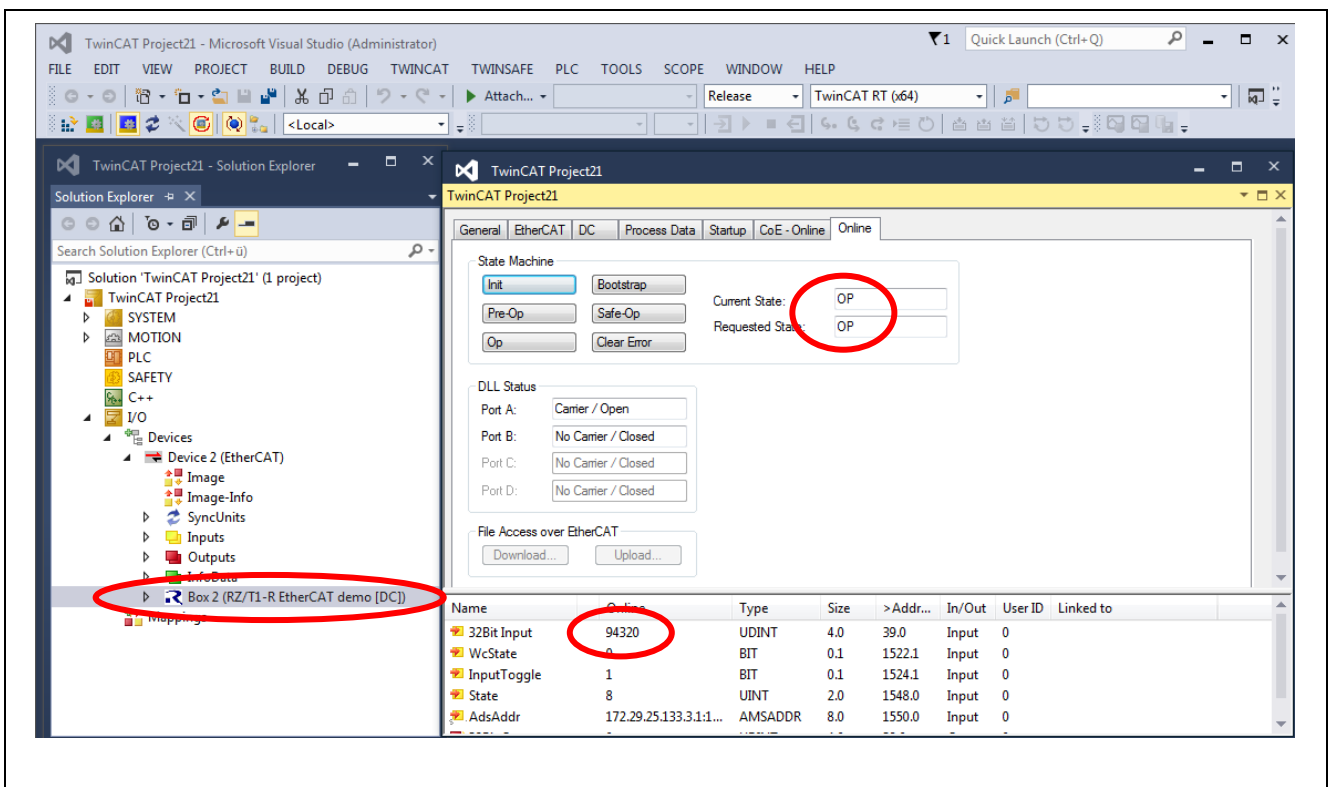 TwinCAT Project21 - Microsoft Visual Studio (Administrator) 1 Quick Launch (Ctrl+Q)
FILE EDIT VIEW PROJECT BUILD DEBUG TWINCAT TWINSAFE PLC TOOLS SCOPE WINDOW HELP
Attach... Release TwinCAT RT (x64)
<Local>
TwinCAT Project21 - Solution Explorer
Solution Explorer
Search Solution Explorer (Ctrl+ü)
Solution 'TwinCAT Project21' (1 project)
TwinCAT Project21
SYSTEM
MOTION
PLC
SAFETY
C++
I/O
Devices
Device 2 (EtherCAT)
Image
Image-Info
SyncUnits
Inputs
Outputs
InfoData
Box 2 (RZ/T1-R EtherCAT demo [DC])
Mappings
TwinCAT Project21
TwinCAT Project21
General EtherCAT DC Process Data Startup CoE - Online Online
State Machine
Init Bootstrap
Pre-Op Safe-Op
Op Clear Error
Current State: OP
Requested State: OP
DLL Status
Port A: Carrier / Open
Port B: No Carrier / Closed
Port C: No Carrier / Closed
Port D: No Carrier / Closed
File Access over EtherCAT
Download... Upload...
Name Online Type Size >Addr... In/Out User ID Linked to
32Bit Input 94320 UDINT 4.0 39.0 Input 0
WcState 0 BIT 0.1 1522.1 Input 0
InputToggle 1 BIT 0.1 1524.1 Input 0
State 8 UINT 2.0 1548.0 Input 0
AdsAddr 172.29.25.133.3.1:1... AMSADDR 8.0 1550.0 Input 0